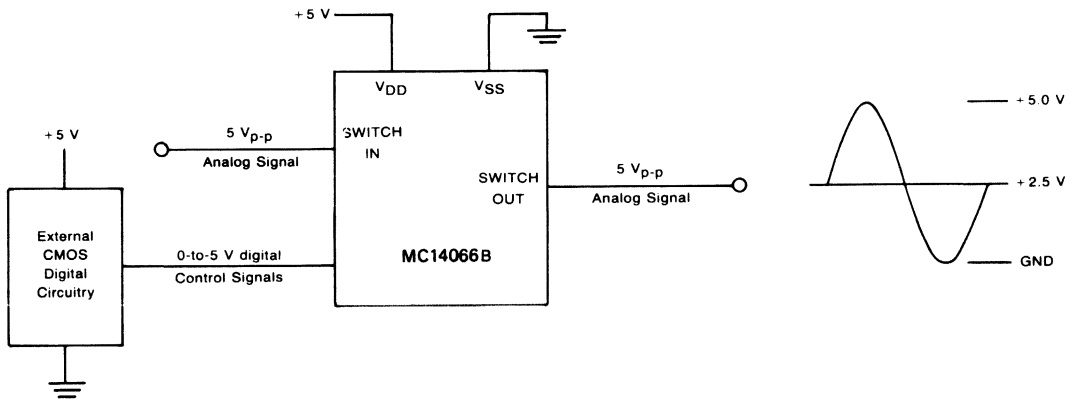 +5 V
VDD
VSS
+5.0 V
+5 V
5 Vp-p
Analog Signal
SWITCH
IN
SWITCH
OUT
5 Vp-p
Analog Signal
+2.5 V
External
CMOS
Digital
Circuitry
0-to-5 V digital
Control Signals
MC14066B
GND